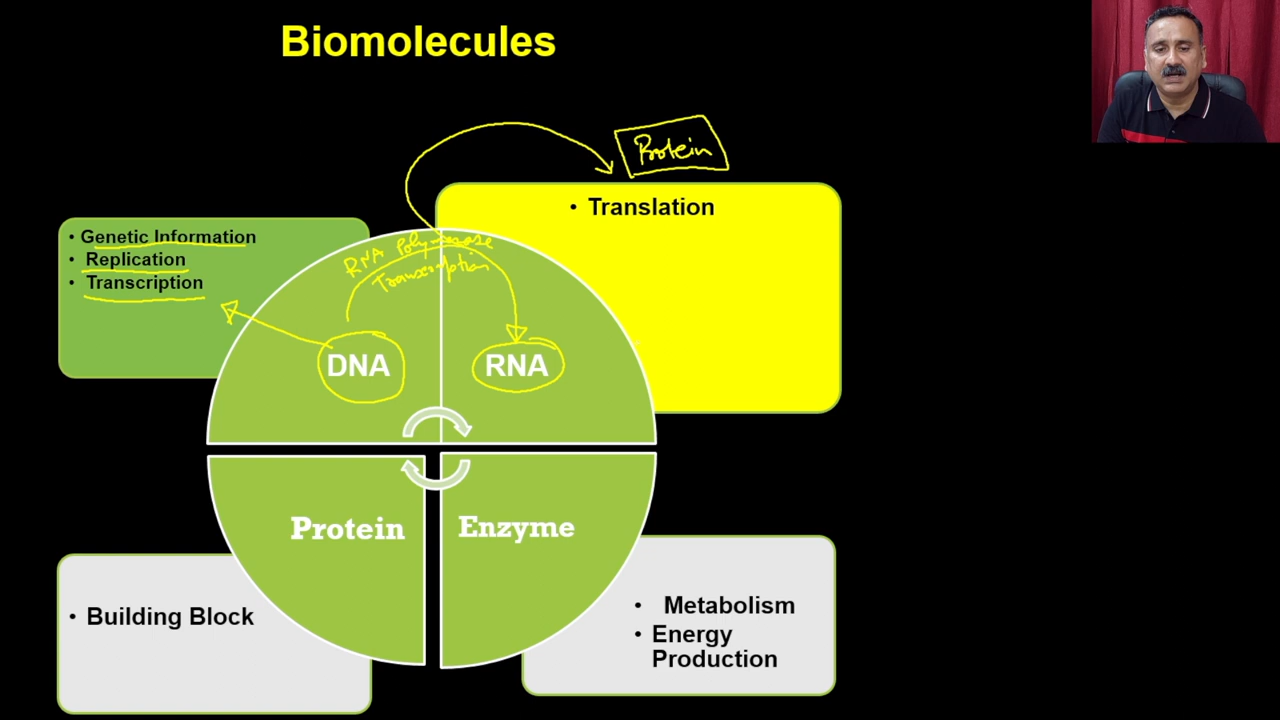 Biomolecules
Protein
• Translation
• Genetic Information
• Replication
• Transcription
RNA Polymerase
Transcription
DNA
RNA
Protein
Enzyme
• Building Block
• Metabolism
• Energy
Production